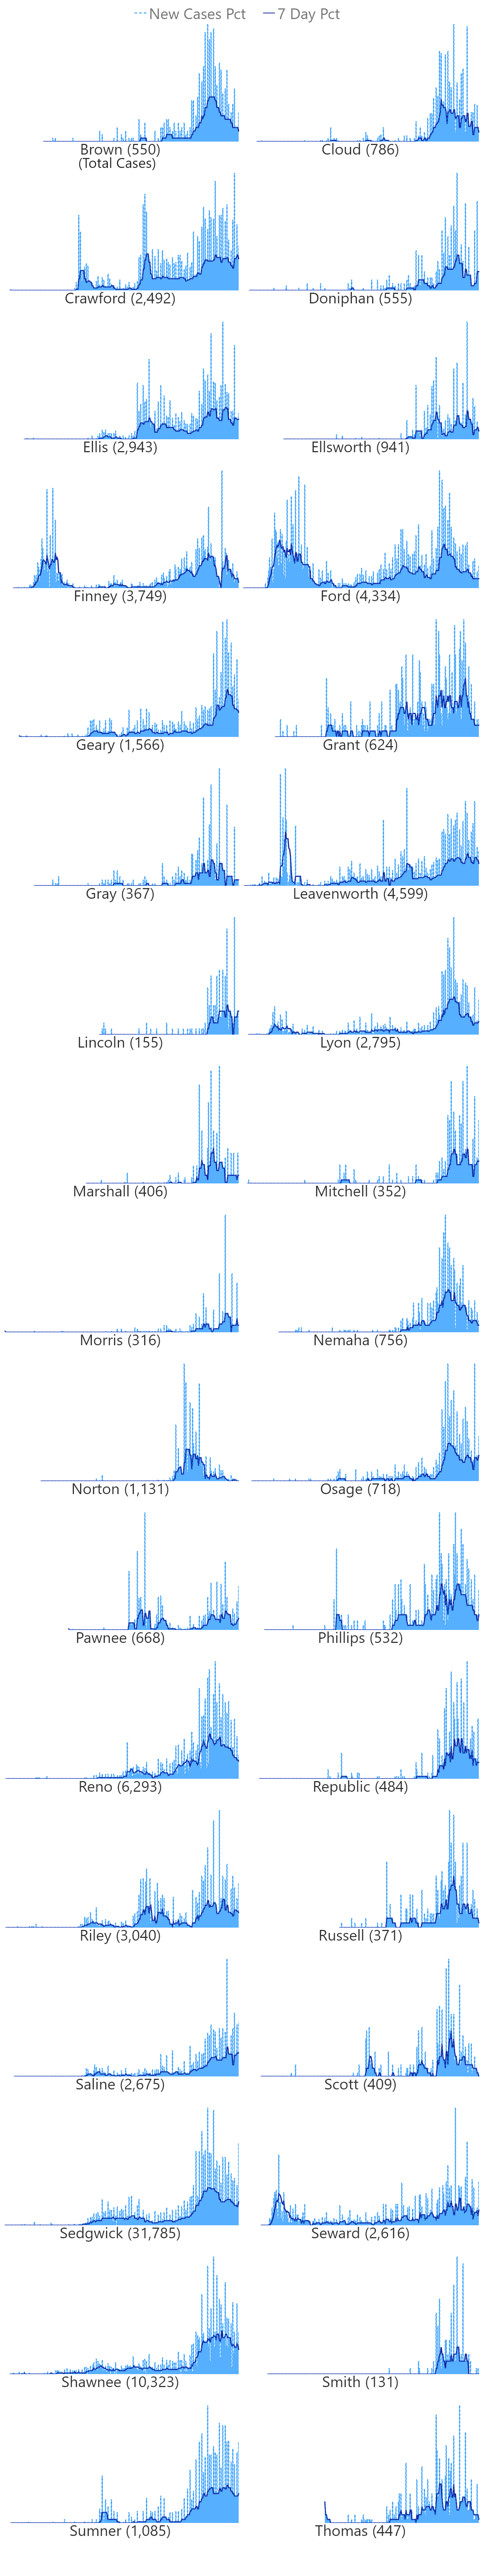 New Cases Pct 7 Day Pct
Brown (550) Cloud (786)
(Total Cases)
Crawford (2,492) Doniphan (555)
Ellis (2,943) Ellsworth (941)
Finney (3,749) Ford (4,334)
Geary (1,566) Grant (624)
Gray (367) Leavenworth (4,599)
Lincoln (155) Lyon (2,795)
Marshall (406) Mitchell (352)
Morris (316) Nemaha (756)
Norton (1,131) Osage (718)
Pawnee (668) Phillips (532)
Reno (6,293) Republic (484)
Riley (3,040) Russell (371)
Saline (2,675) Scott (409)
Sedgwick (31,785) Seward (2,616)
Shawnee (10,323) Smith (131)
Sumner (1,085) Thomas (447)